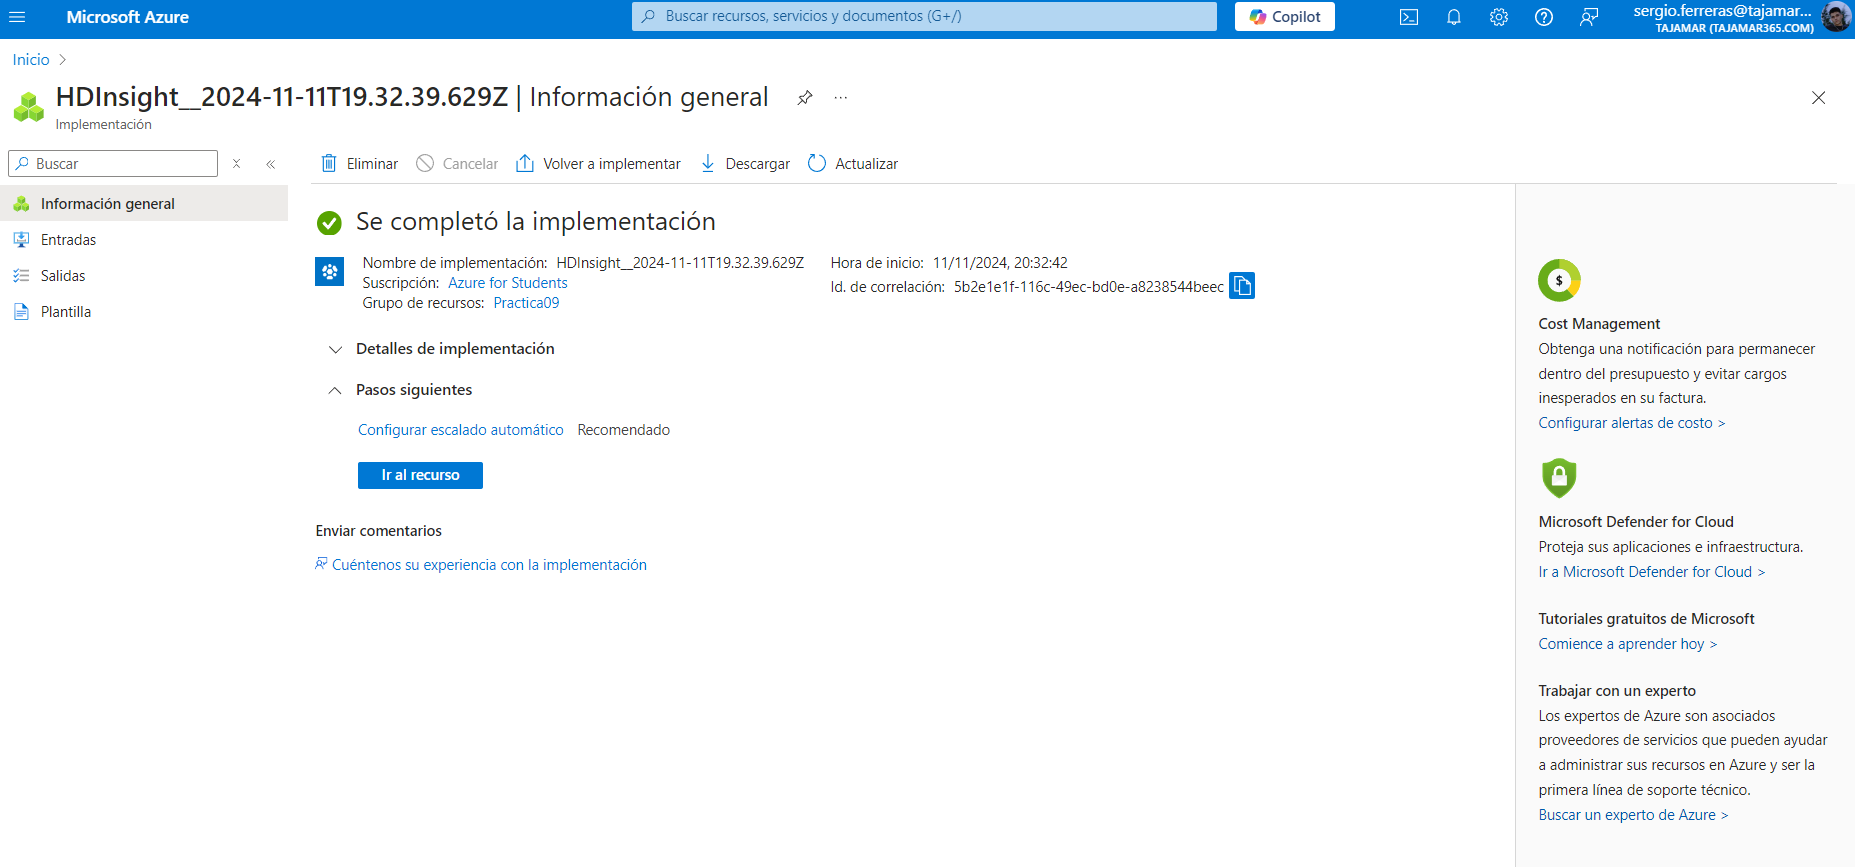 Microsoft Azure
Buscar recursos, servicios y documentos (G+/)
Copilot
sergio.ferreras@tajamar...
TAJAMAR (TAJAMAR365.COM)
Inicio
HDInsight__2024-11-11T19.32.39.629Z | Información general
Implementación
Buscar
Información general
Entradas
Salidas
Plantilla
Eliminar
Cancelar
Volver a implementar
Descargar
Actualizar
Se completó la implementación
Nombre de implementación: HDInsight__2024-11-11T19.32.39.629Z
Suscripción: Azure for Students
Grupo de recursos: Practica09
Hora de inicio: 11/11/2024, 20:32:42
Id. de correlación: 5b2e1e1f-116c-49ec-bd0e-a8238544beec
Detalles de implementación
Pasos siguientes
Configurar escalado automático Recomendado
Ir al recurso
Enviar comentarios
Cuéntenos su experiencia con la implementación
$
Cost Management
Obtenga una notificación para permanecer
dentro del presupuesto y evitar cargos
inesperados en su factura.
Configurar alertas de costo >
Microsoft Defender for Cloud
Proteja sus aplicaciones e infraestructura.
Ir a Microsoft Defender for Cloud >
Tutoriales gratuitos de Microsoft
Comience a aprender hoy >
Trabajar con un experto
Los expertos de Azure son asociados
proveedores de servicios que pueden ayudar
a administrar sus recursos en Azure y ser la
primera línea de soporte técnico.
Buscar un experto de Azure >